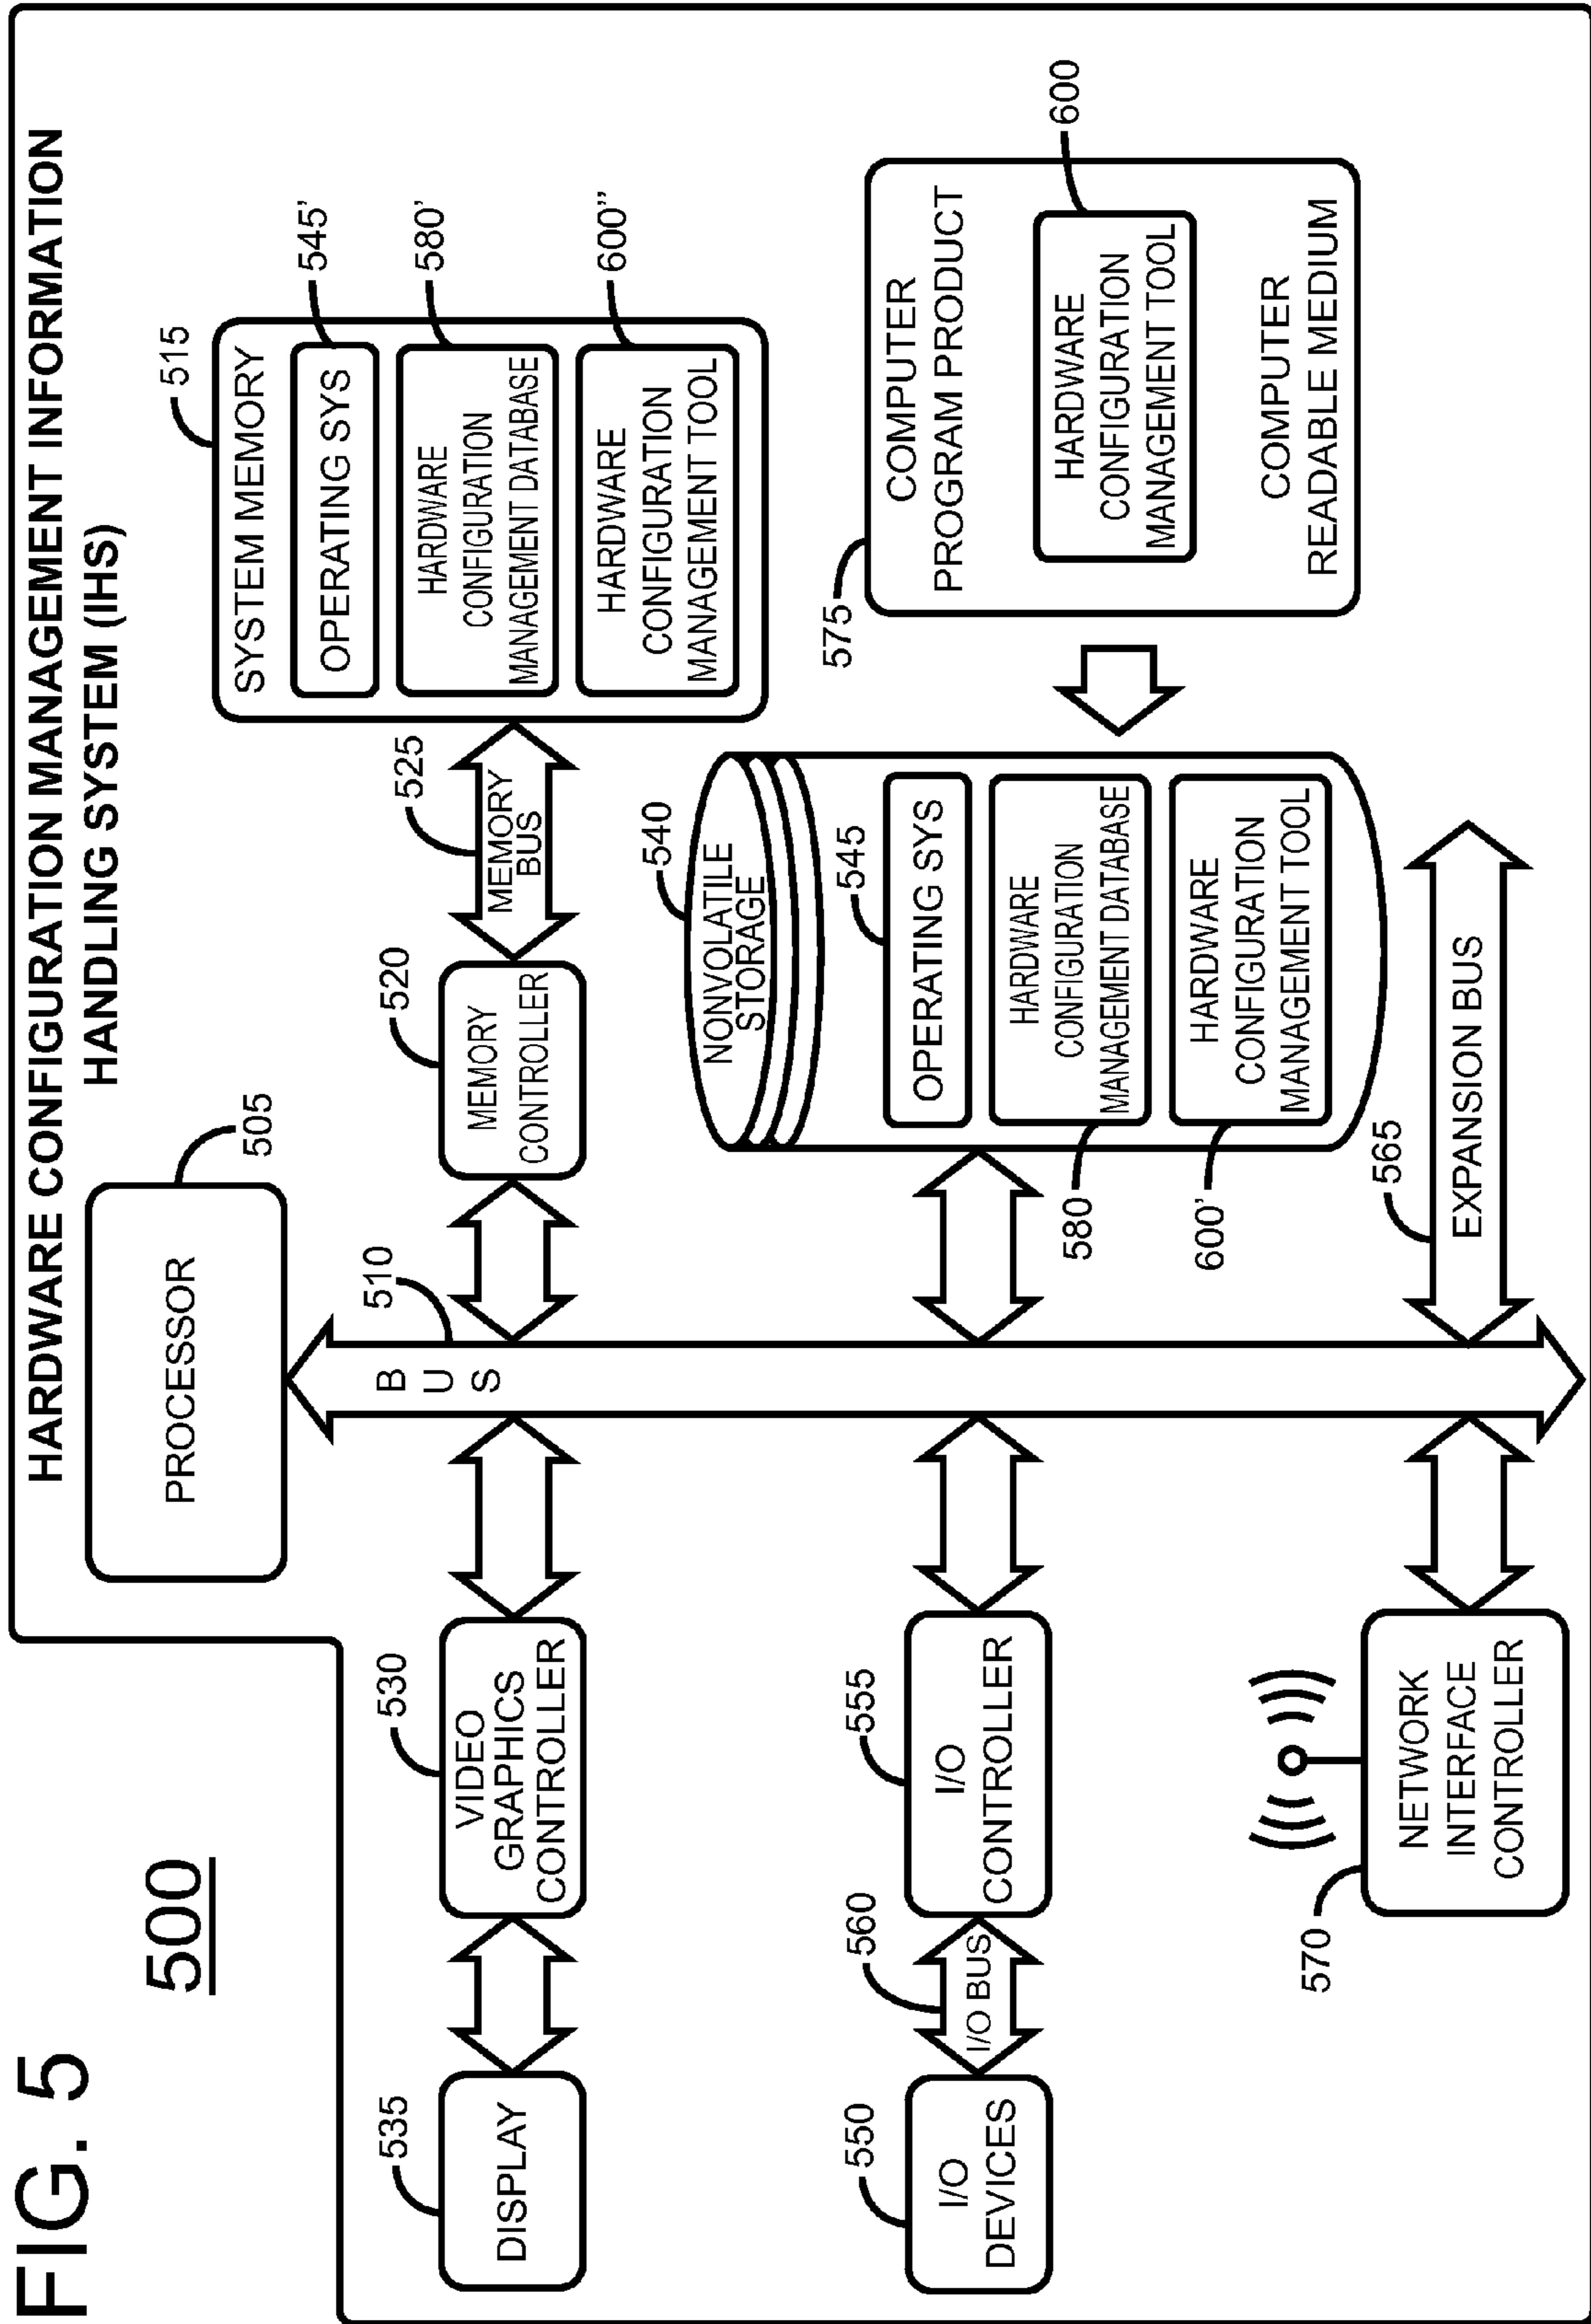 FIG. 5
500
HARDWARE CONFIGURATION MANAGEMENT INFORMATION
HANDLING SYSTEM (IHS)
PROCESSOR
505
510
B
U
S
535
DISPLAY
530
VIDEO
GRAPHICS
CONTROLLER
520
MEMORY
CONTROLLER
525
MEMORY
BUS
515
SYSTEM MEMORY
OPERATING SYS
545'
HARDWARE
CONFIGURATION
MANAGEMENT DATABASE
580'
HARDWARE
CONFIGURATION
MANAGEMENT TOOL
600''
550
I/O
DEVICES
560
I/O BUS
555
I/O
CONTROLLER
540
NONVOLATILE
STORAGE
545
OPERATING SYS
HARDWARE
CONFIGURATION
MANAGEMENT DATABASE
580
HARDWARE
CONFIGURATION
MANAGEMENT TOOL
600'
575
COMPUTER
PROGRAM PRODUCT
HARDWARE
CONFIGURATION
MANAGEMENT TOOL
600
COMPUTER
READABLE MEDIUM
570
NETWORK
INTERFACE
CONTROLLER
565
EXPANSION BUS